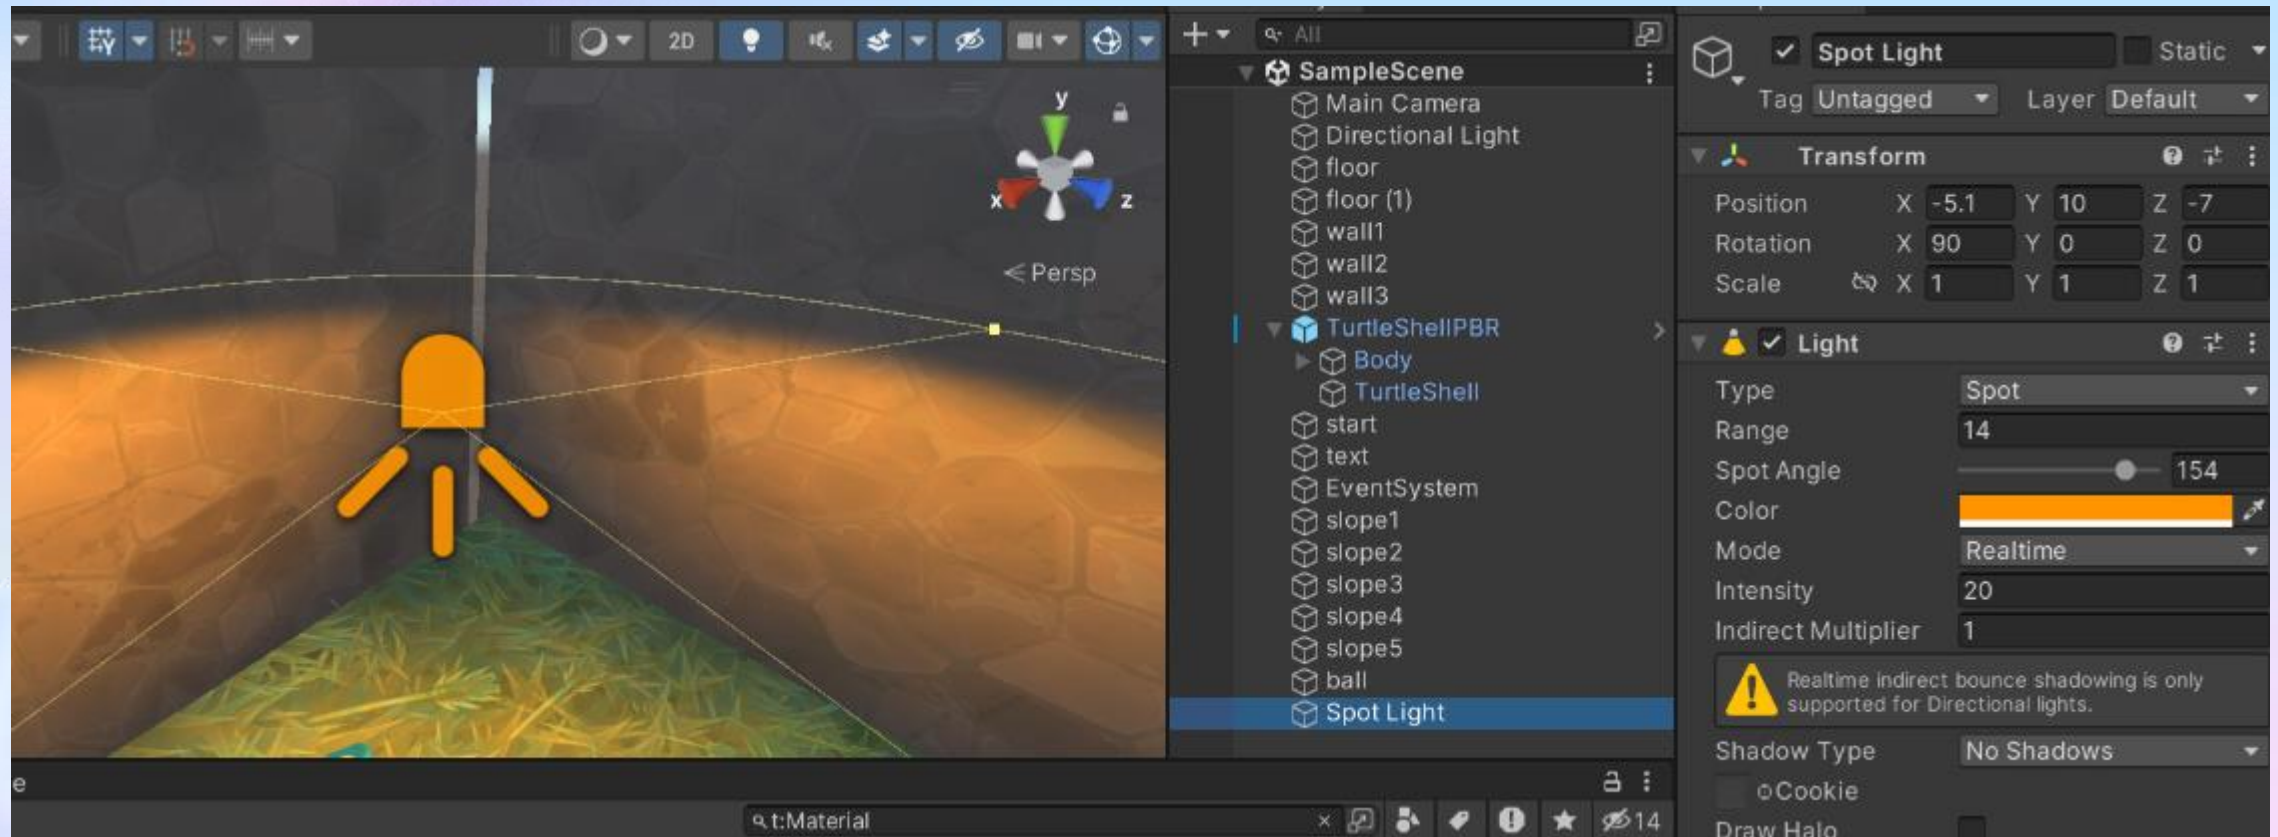 2D
All
SampleScene
Main Camera
Directional Light
floor
floor (1)
wall1
wall2
wall3
TurtleShellPBR
Body
TurtleShell
start
text
EventSystem
slope1
slope2
slope3
slope4
slope5
ball
Spot Light
y
x
z
Persp
Spot Light
Static
Tag Untagged
Layer Default
Transform
Position X -5.1 Y 10 Z -7
Rotation X 90 Y 0 Z 0
Scale X 1 Y 1 Z 1
Light
Type Spot
Range 14
Spot Angle 154
Color
Mode Realtime
Intensity 20
Indirect Multiplier 1
Realtime indirect bounce shadowing is only
supported for Directional lights.
Shadow Type No Shadows
Cookie
Draw Halo
e
t:Material
14